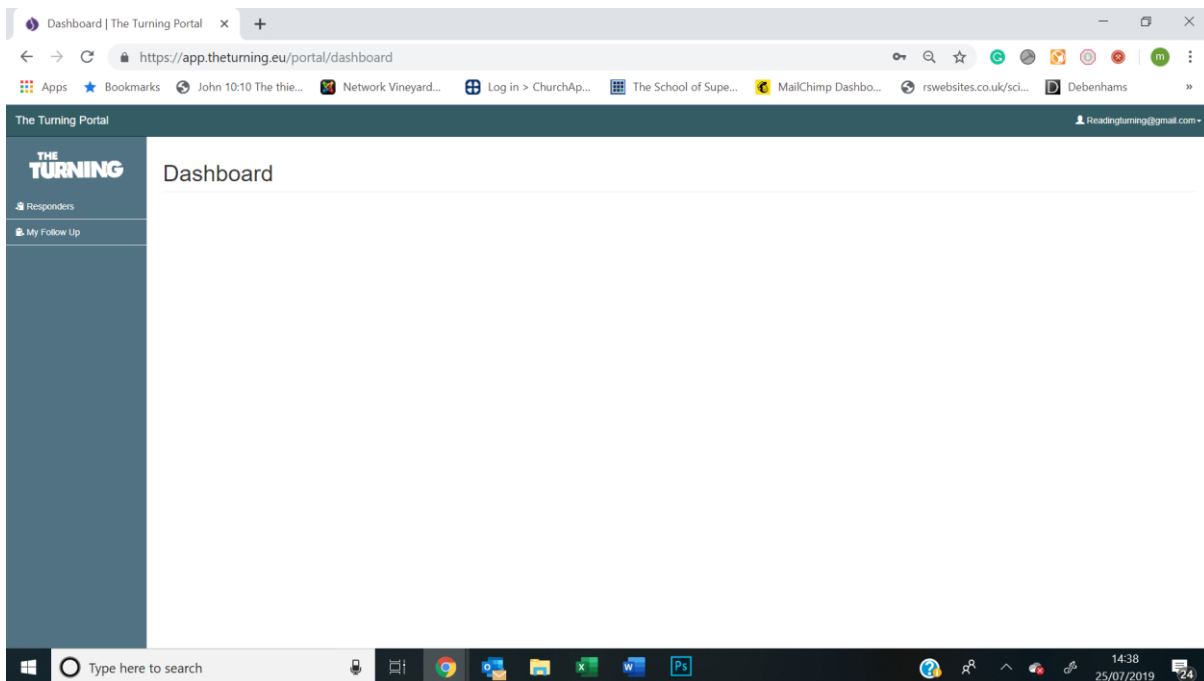 Dashboard | The Turning Portal
https://app.theturning.eu/portal/dashboard
m
Apps Bookmarks John 10:10 The thie... Network Vineyard... Log in > ChurchAp... The School of Supe... MailChimp Dashbo... rswebsites.co.uk/sci... Debenhams »
The Turning Portal Readingturning@gmail.com
THE
TURNING
Dashboard
Responders
My Follow Up
Type here to search
Ps
14:38
25/07/2019
24